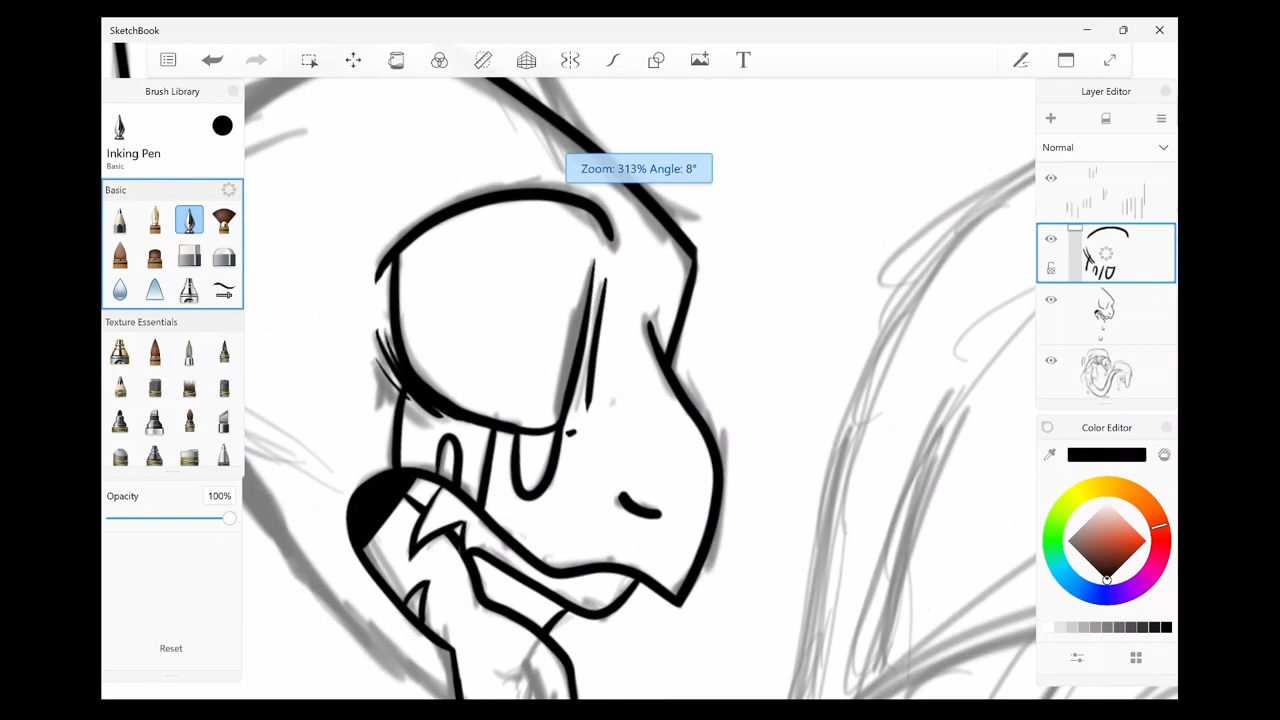 SketchBook
T
Brush Library
Layer Editor
Inking Pen
Basic
Normal
Zoom: 313% Angle: 8°
Basic
Texture Essentials
Color Editor
Opacity
100%
Reset